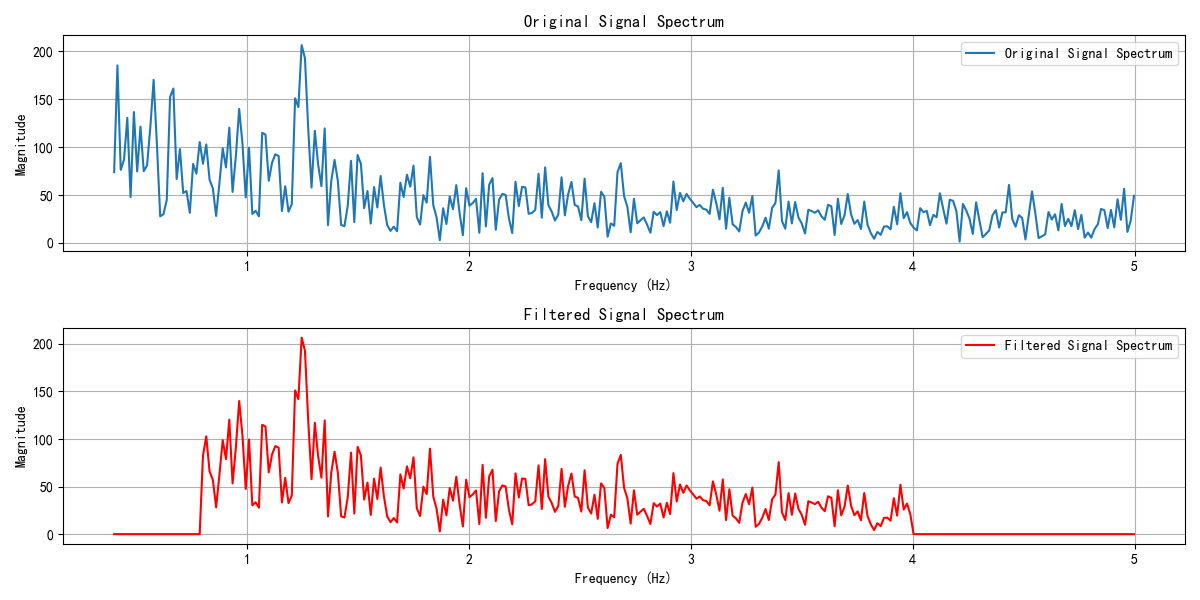 Original Signal Spectrum
Original Signal Spectrum
200
150
100
50
0
Magnitude
1
2
3
4
5
Frequency (Hz)
Filtered Signal Spectrum
Filtered Signal Spectrum
200
150
100
50
0
Magnitude
1
2
3
4
5
Frequency (Hz)